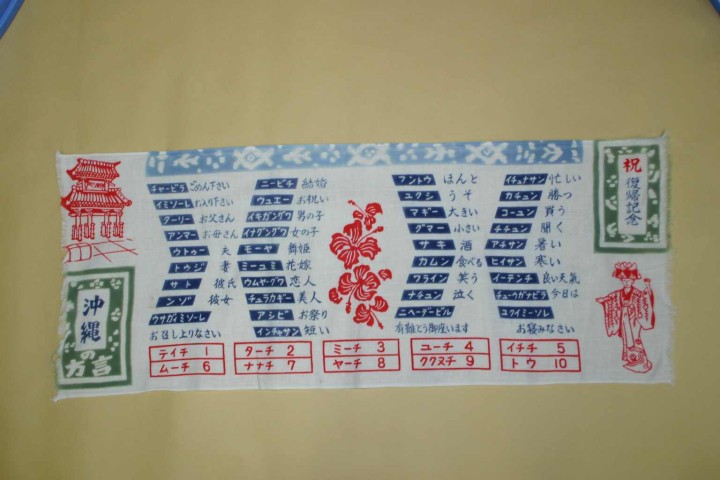 チャービラ ごめん下さい
イミソーレ お入り下さい
ターリー お父さん
アンマー お母さん
ウトゥー 夫
トゥジ 妻
サト 彼氏
ンゾ 彼女
ウサガミソーレ
お召し上りなさい
ニービチ 結婚
ウュエー お祝い
イキガングヮ 男の子
イナグングヮ 女の子
モーヤ 舞姫
ミーユミ 花嫁
ウムヤーグヮ 恋人
チュラカギー 美人
アシビ お祭り
インチャサン 短い
フントウ ほんと
ユクシ うそ
マギー 大きい
グマー 小さい
サキ 酒
カムン 食べる
ワライン 笑う
ナチュン 泣く
ニヘーデービル
有難とう御座います
イチュナサン 忙しい
カチュン 勝つ
コーユン 買う
チチュン 聞く
アチサン 暑い
ヒイサン 寒い
イーテンチ 良い天気
チューウガナビラ 今日は
ユクイミーソレ
お寝みなさい
祝 復帰記念
沖縄の方言
テイチ 1 ターチ 2 ミーチ 3 ユーチ 4 イチチ 5
ムーチ 6 ナナチ 7 ヤーチ 8 ククヌチ 9 トウ 10